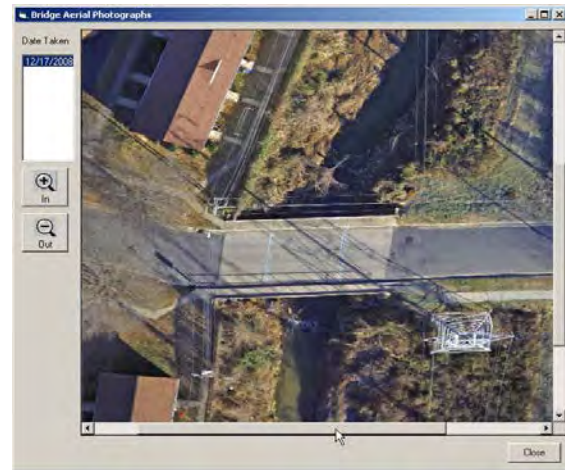 Bridge Aerial Photographs
Date Taken
12/17/2008
In
Out
Close